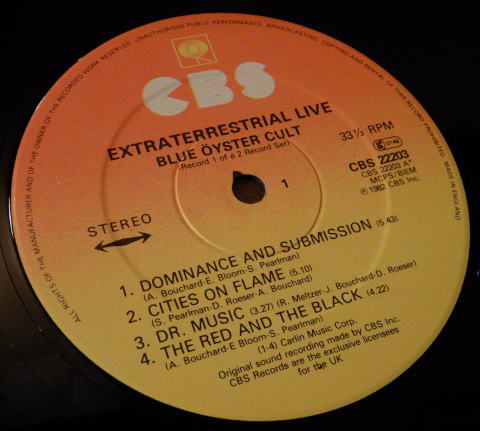 ALL RIGHTS OF THE MANUFACTURER AND OF THE OWNER OF THE RECORDED WORK RESERVED. UNAUTHORISED PUBLIC PERFORMANCE, BROADCASTING, COPYING AND RENTAL OF THIS RECORD PROHIBITED. MADE IN ENGLAND
CBS
EXTRATERRESTRIAL LIVE
BLUE ÖYSTER CULT
(Record 1 of a 2 Record Set)
33⅓ RPM
CBS 22203
CBS 22203 A
MCPS/BIEM
℗ 1982 CBS Inc.
1
STEREO
1. DOMINANCE AND SUBMISSION (5.43)
(A. Bouchard-E. Bloom-S. Pearlman)
2. CITIES ON FLAME (5.10)
(S. Pearlman-D. Roeser-A. Bouchard)
3. DR. MUSIC (3.27) (R. Meltzer-J. Bouchard-D. Roeser)
4. THE RED AND THE BLACK (4.22)
(A. Bouchard-E Bloom-S. Pearlman)
(1-4) Carlin Music Corp.
Original sound recording made by CBS Inc.
CBS Records are the exclusive licensees
for the UK